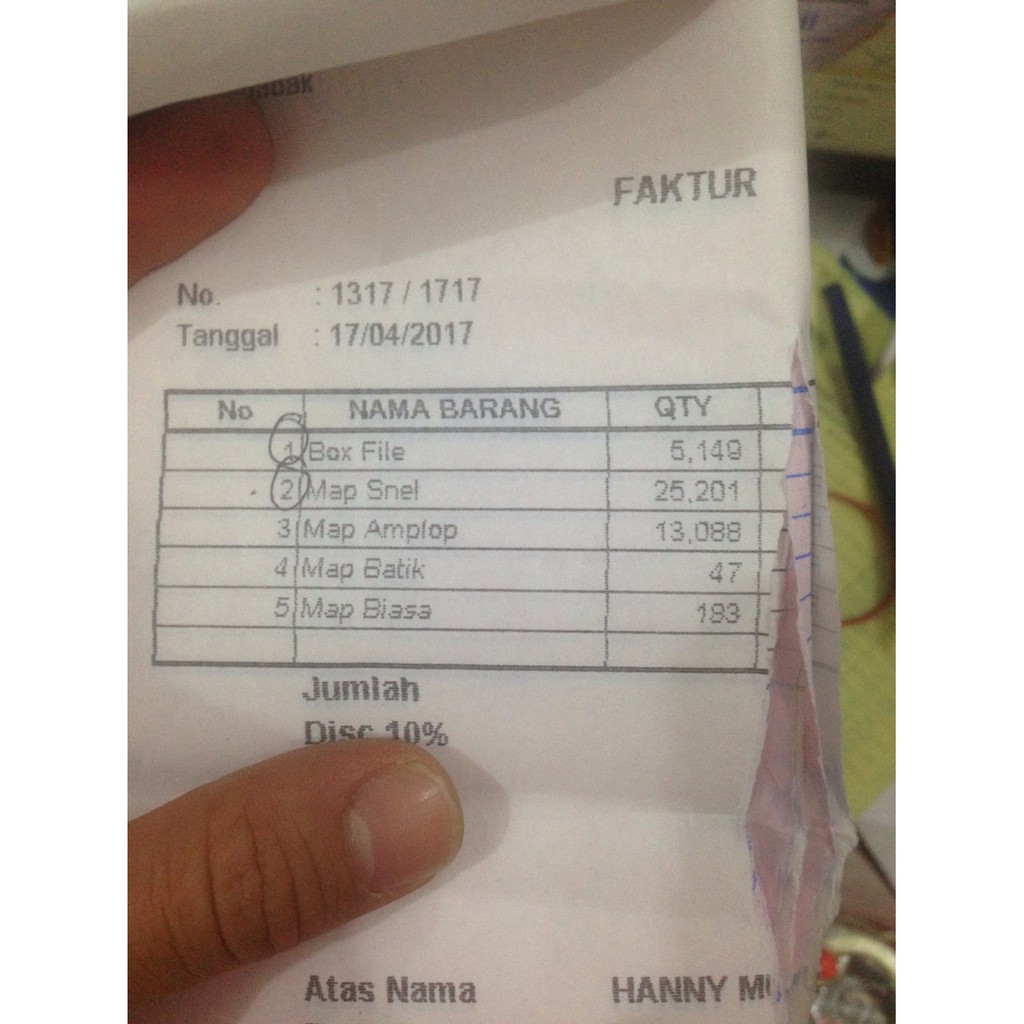 FAKTUR
No. : 1317 / 1717
Tanggal : 17/04/2017
No NAMA BARANG QTY
1 Box File 5,149
2 Map Snel 25,201
3 Map Amplop 13,088
4 Map Batik 47
5 Map Biasa 183
Jumlah
Disc 10%
Atas Nama HANNY